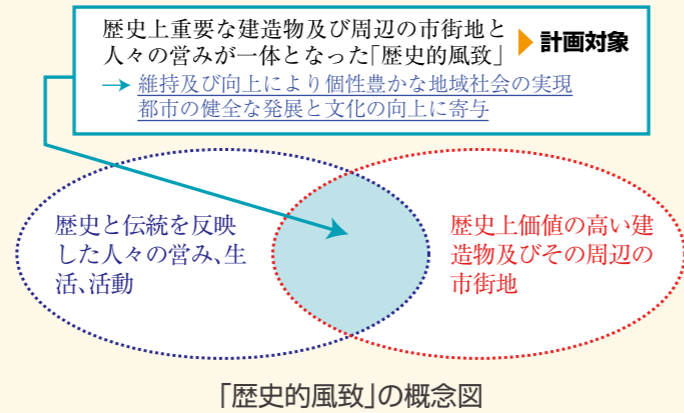 歴史上重要な建造物及び周辺の市街地と
人々の営みが一体となった「歴史的風致」 ▶計画対象
→ 維持及び向上により個性豊かな地域社会の実現
都市の健全な発展と文化の向上に寄与
歴史と伝統を反映
した人々の営み、生
活、活動
歴史上価値の高い建
造物及びその周辺の
市街地
「歴史的風致」の概念図